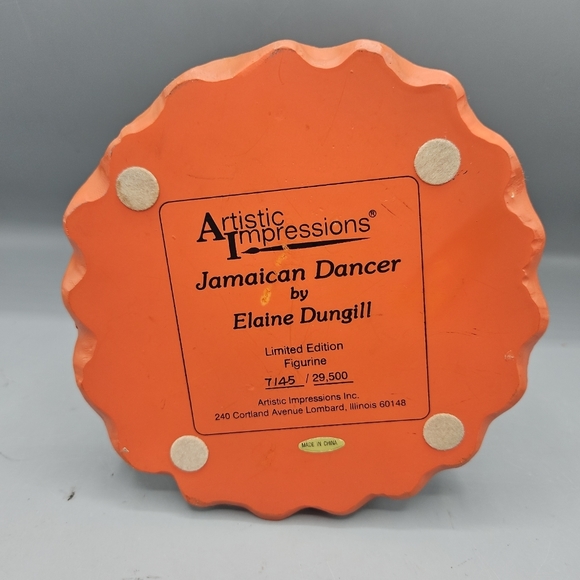 Artistic
Impressions®
Jamaican Dancer
by
Elaine Dungill
Limited Edition
Figurine
7145 / 29,500
Artistic Impressions Inc.
240 Cortland Avenue Lombard, Illinois 60148
MADE IN CHINA